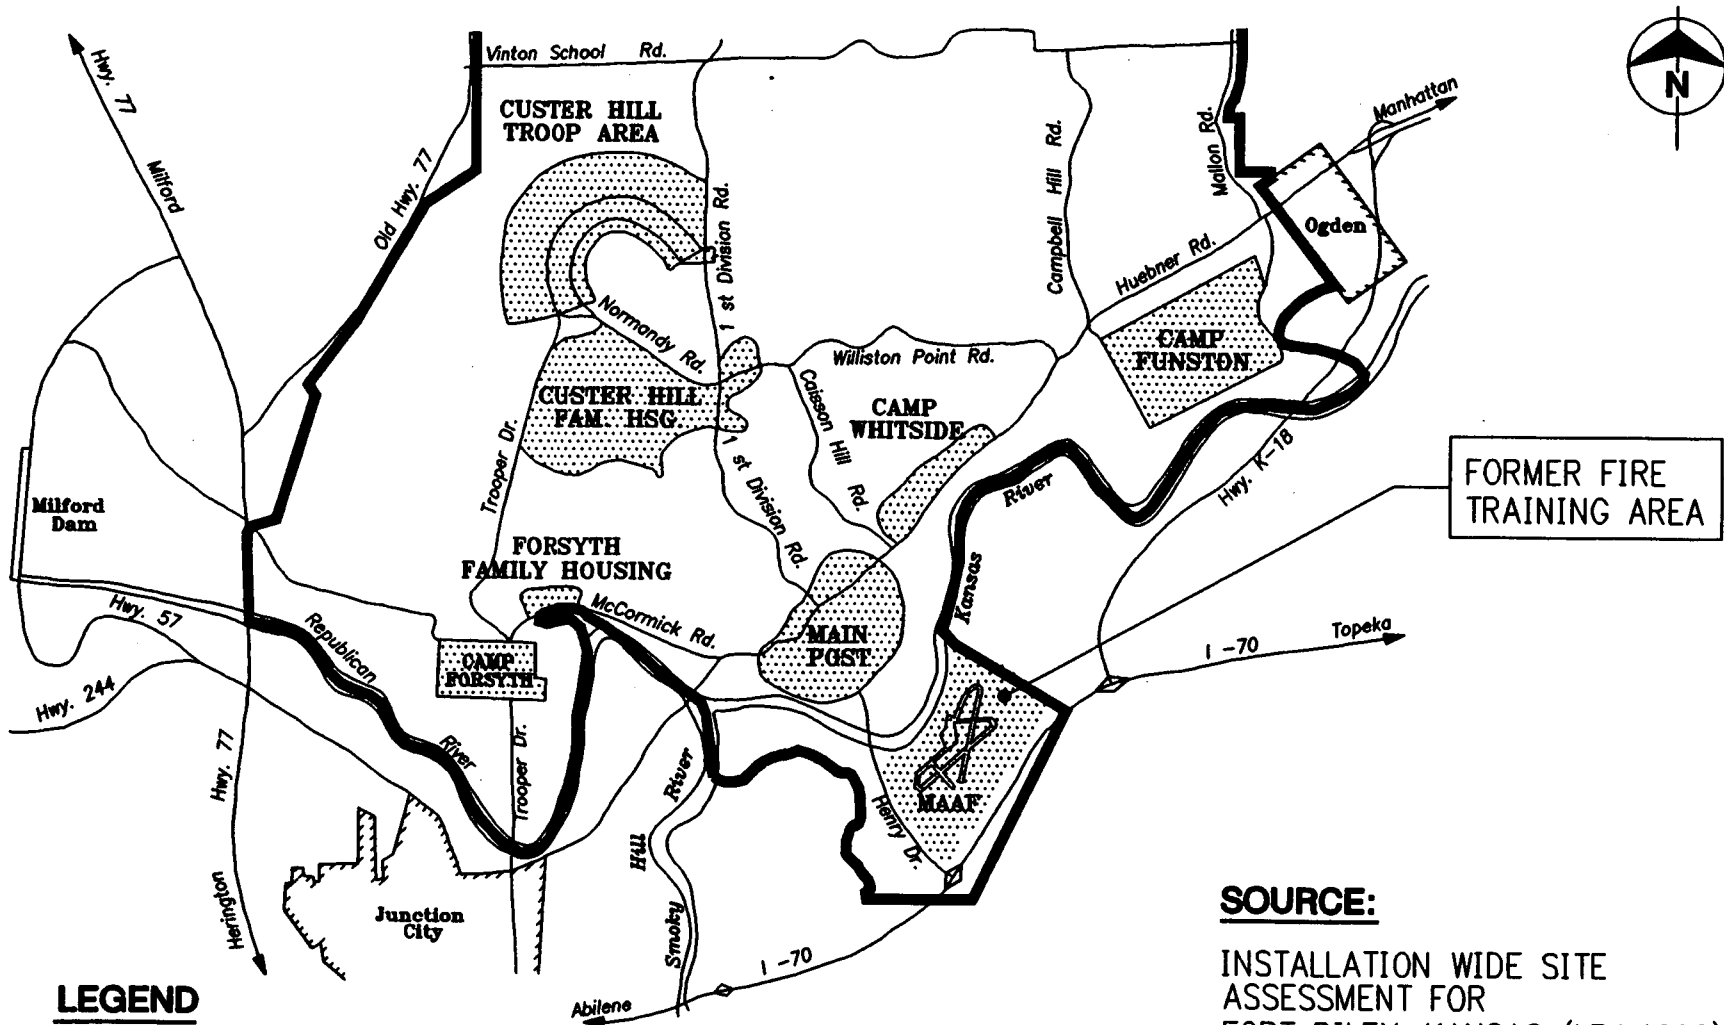 Vinton School Rd.
N
Hwy. 77
Manhattan
CUSTER HILL
TROOP AREA
Mallon Rd.
Milford
Old Hwy. 77
Campbell Hill Rd.
1 st Division Rd.
Ogden
Huebner Rd.
Normandy Rd.
CAMP
FUNSTON
Williston Point Rd.
CUSTER HILL
FAM. HSG
Caisson Hill Rd.
CAMP
WHITSIDE
Trooper Dr.
1 st Division Rd.
Hwy. K-18
FORMER FIRE
TRAINING AREA
River
Milford
Dam
FORSYTH
FAMILY HOUSING
Kansas
Hwy. 57
Republican
McCormick Rd.
MAIN
POST
Topeka
I -70
CAMP
FORSYTH
Hwy. 244
River
Trooper Dr.
Hwy. 77
River
MAAF
Henry Dr.
Hill
Herington
Junction
City
Smoky
SOURCE:
I -70
INSTALLATION WIDE SITE
ASSESSMENT FOR
LEGEND
Abilene